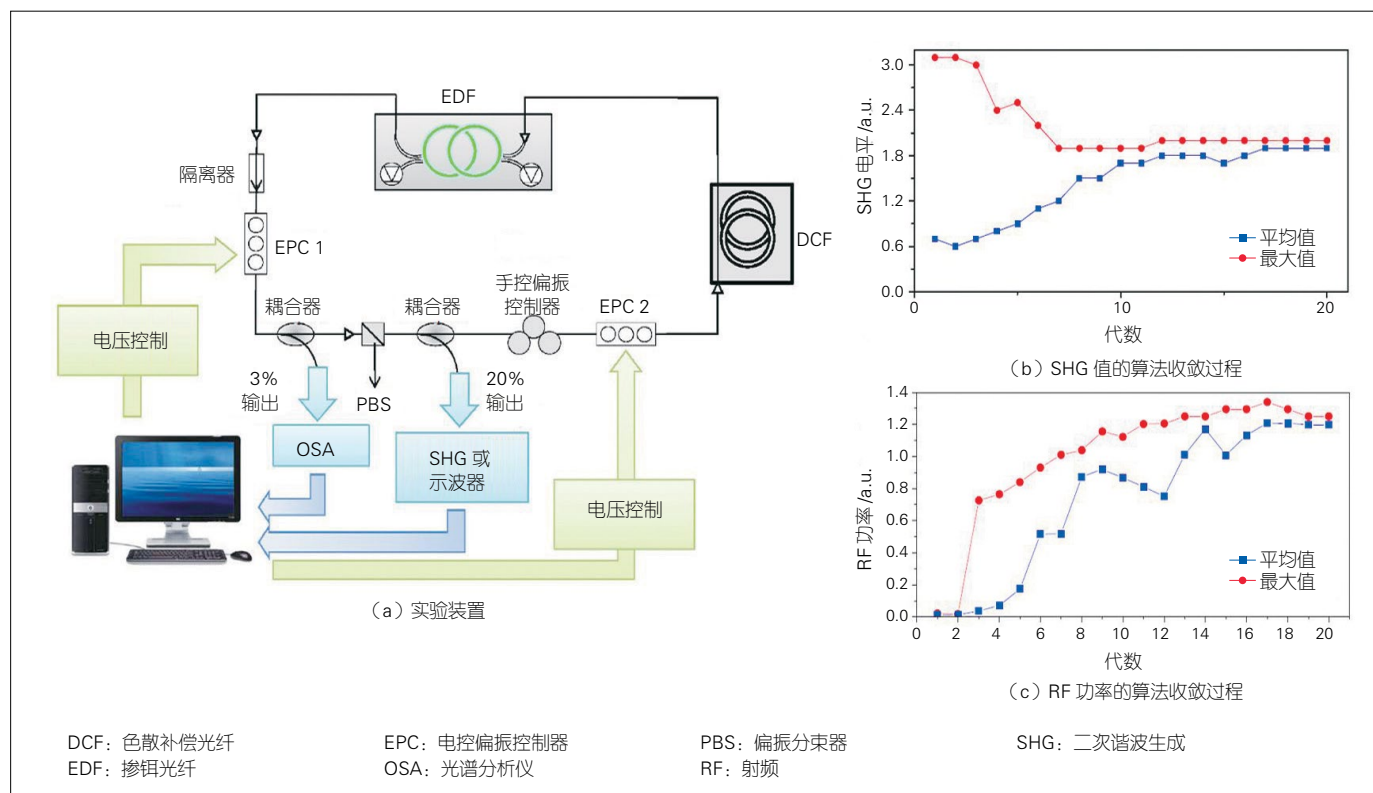 EDF
隔离器
EPC 1
DCF
手控偏振
控制器
EPC 2
耦合器
耦合器
电压控制
3%
输出
PBS
20%
输出
OSA
SHG 或
示波器
电压控制
（a）实验装置
SHG 电平 /a.u.
3.0
2.4
1.8
1.2
0.6
0.0
平均值
最大值
10
20
代数
（b）SHG 值的算法收敛过程
RF 功率 /a.u.
1.4
1.2
1.0
0.8
0.6
0.4
0.2
0.0
平均值
最大值
0 2 4 6 8 10 12 14 16 18 20
代数
（c）RF 功率的算法收敛过程
DCF：色散补偿光纤 EPC：电控偏振控制器 PBS：偏振分束器 SHG：二次谐波生成
EDF：掺铒光纤 OSA：光谱分析仪 RF：射频